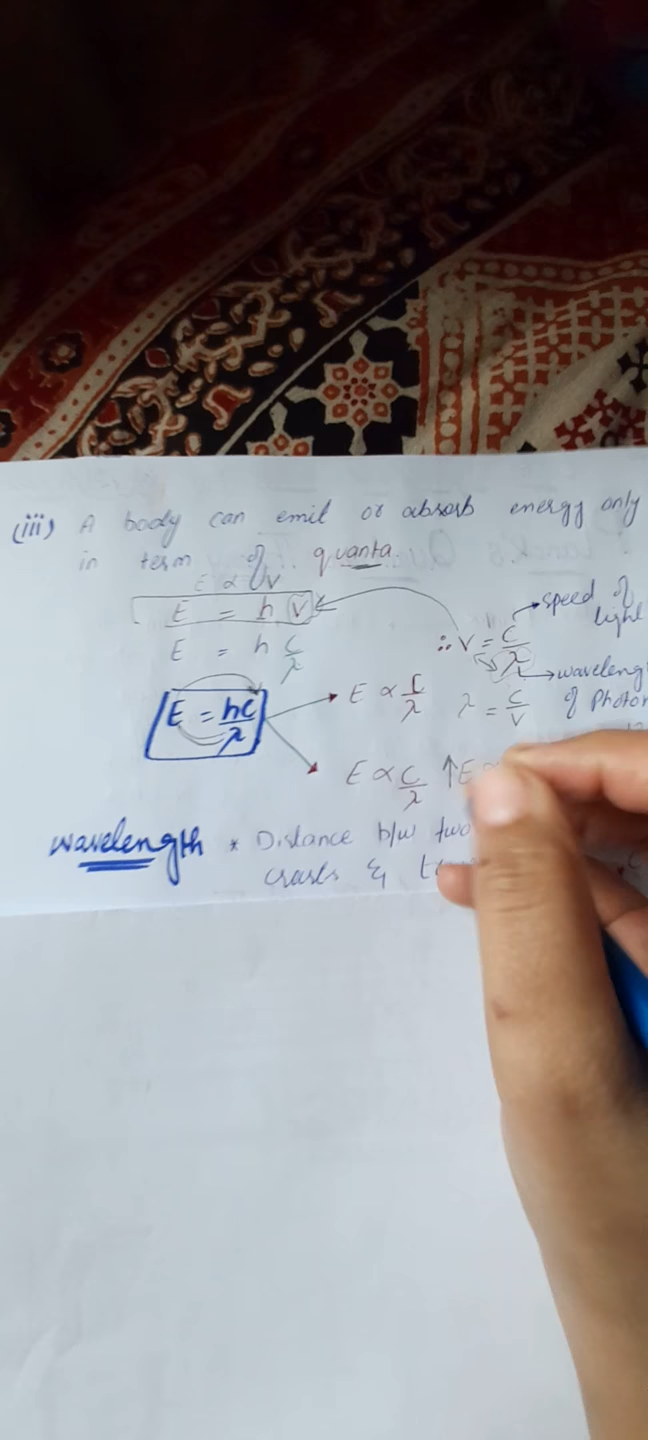 (iii) A body can emit or absorb energy only
in term of quanta.
E ∝ v
E = h v
∴ v = c/λ → speed of light
→ waveleng
of Photon
E = h c/λ
E = hc/λ
E ∝ c/λ λ = c/v
E ∝ c/λ ↑E
wavelength * Distance b/w two
crests &